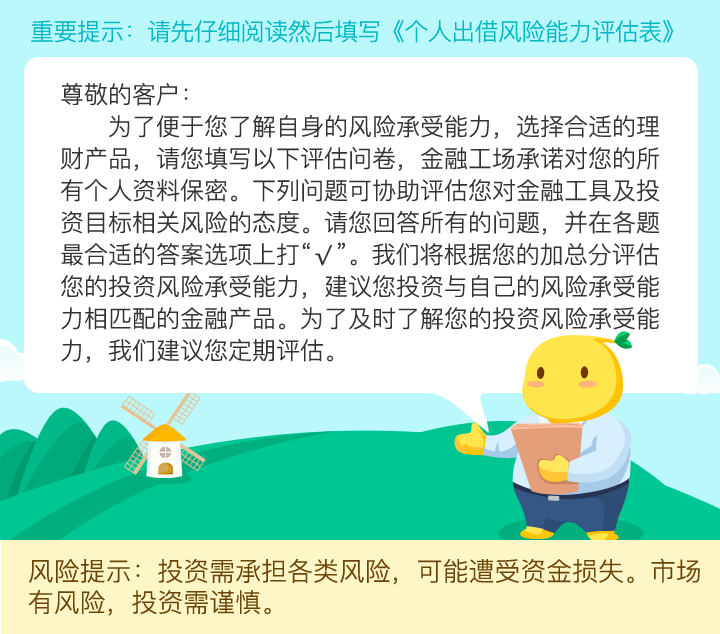 重要提示：请先仔细阅读然后填写《个人出借风险能力评估表》
尊敬的客户：
为了便于您了解自身的风险承受能力，选择合适的理
财产品，请您填写以下评估问卷，金融工场承诺对您的所
有个人资料保密。下列问题可协助评估您对金融工具及投
资目标相关风险的态度。请您回答所有的问题，并在各题
最合适的答案选项上打“√”。我们将根据您的加总分评估
您的投资风险承受能力，建议您投资与自己的风险承受能
力相匹配的金融产品。为了及时了解您的投资风险承受能
力，我们建议您定期评估。
风险提示：投资需承担各类风险，可能遭受资金损失。市场
有风险，投资需谨慎。